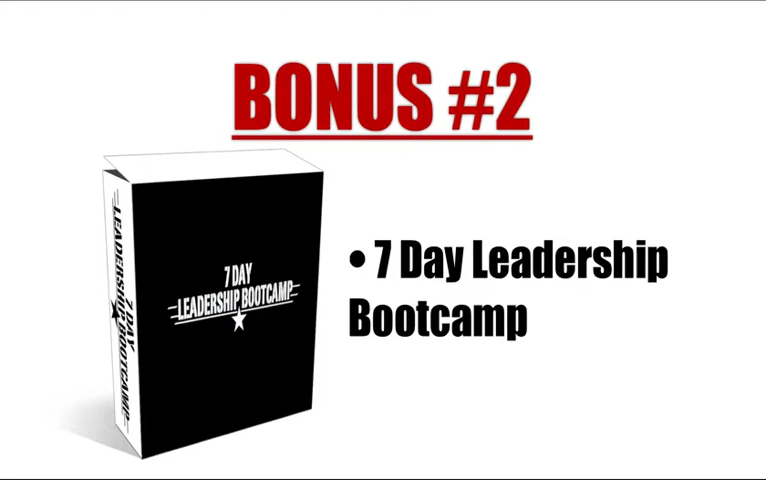 BONUS #2
7 DAY
LEADERSHIP BOOTCAMP
7 DAY
LEADERSHIP BOOTCAMP
• 7 Day Leadership
Bootcamp